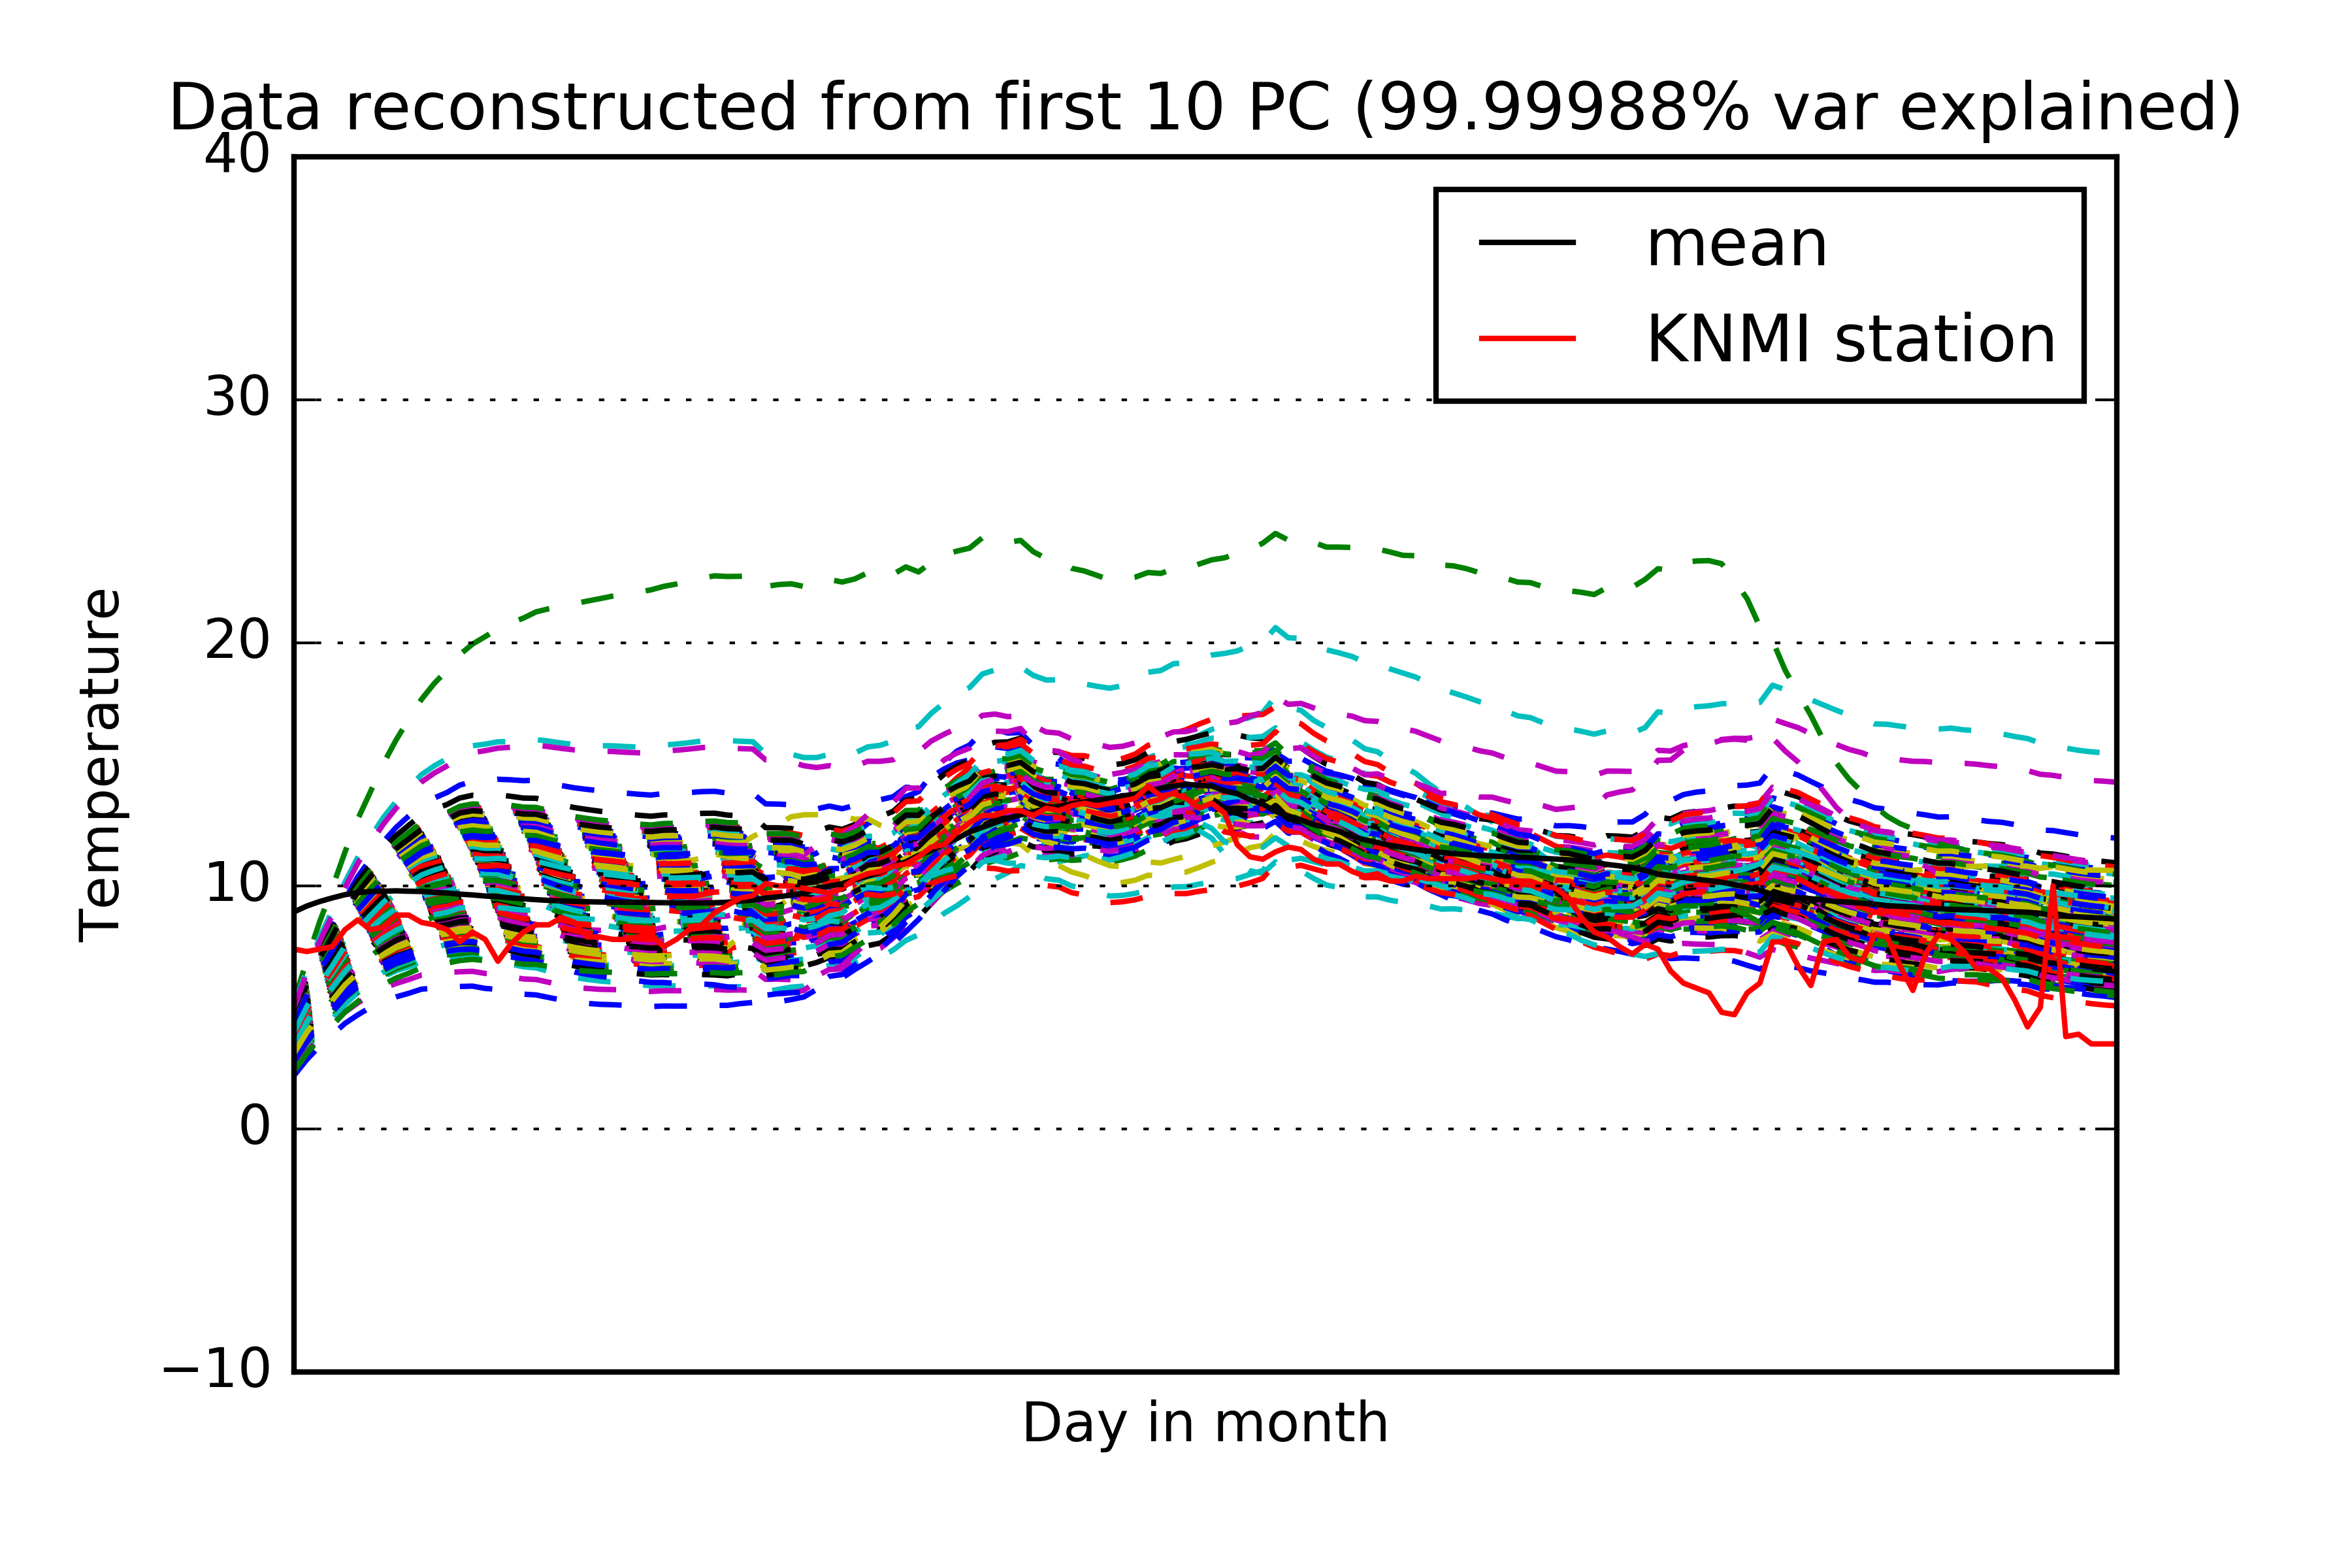 Data reconstructed from first 10 PC (99.99988% var explained)
40
30
20
10
0
−10
Temperature
mean
KNMI station
Day in month